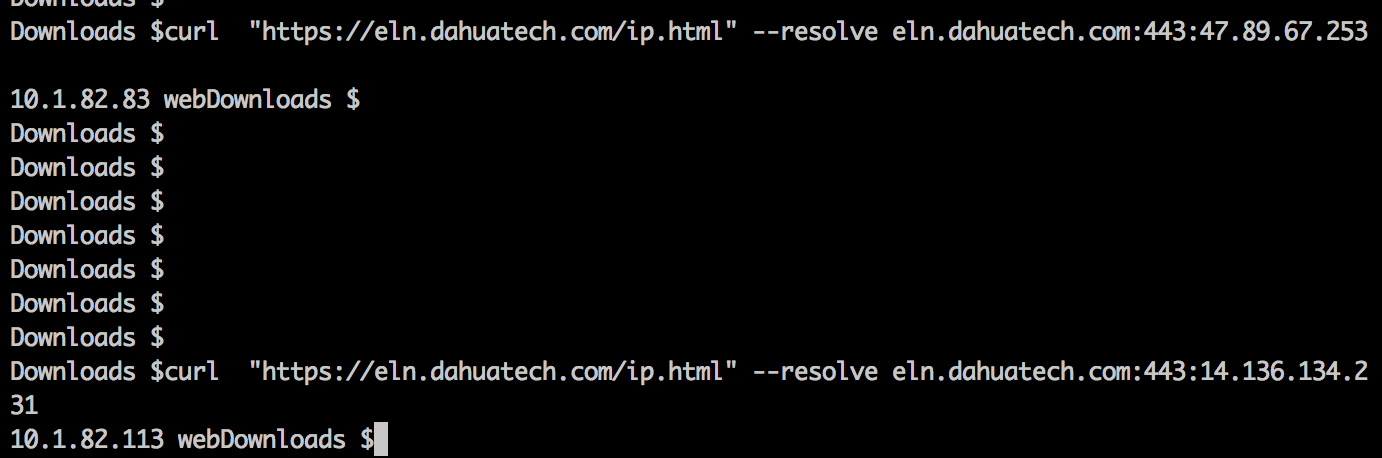 Downloads $
Downloads $curl  "https://eln.dahuatech.com/ip.html" --resolve eln.dahuatech.com:443:47.89.67.253
10.1.82.83 webDownloads $
Downloads $
Downloads $
Downloads $
Downloads $
Downloads $
Downloads $
Downloads $
Downloads $curl  "https://eln.dahuatech.com/ip.html" --resolve eln.dahuatech.com:443:14.136.134.2
31
10.1.82.113 webDownloads $